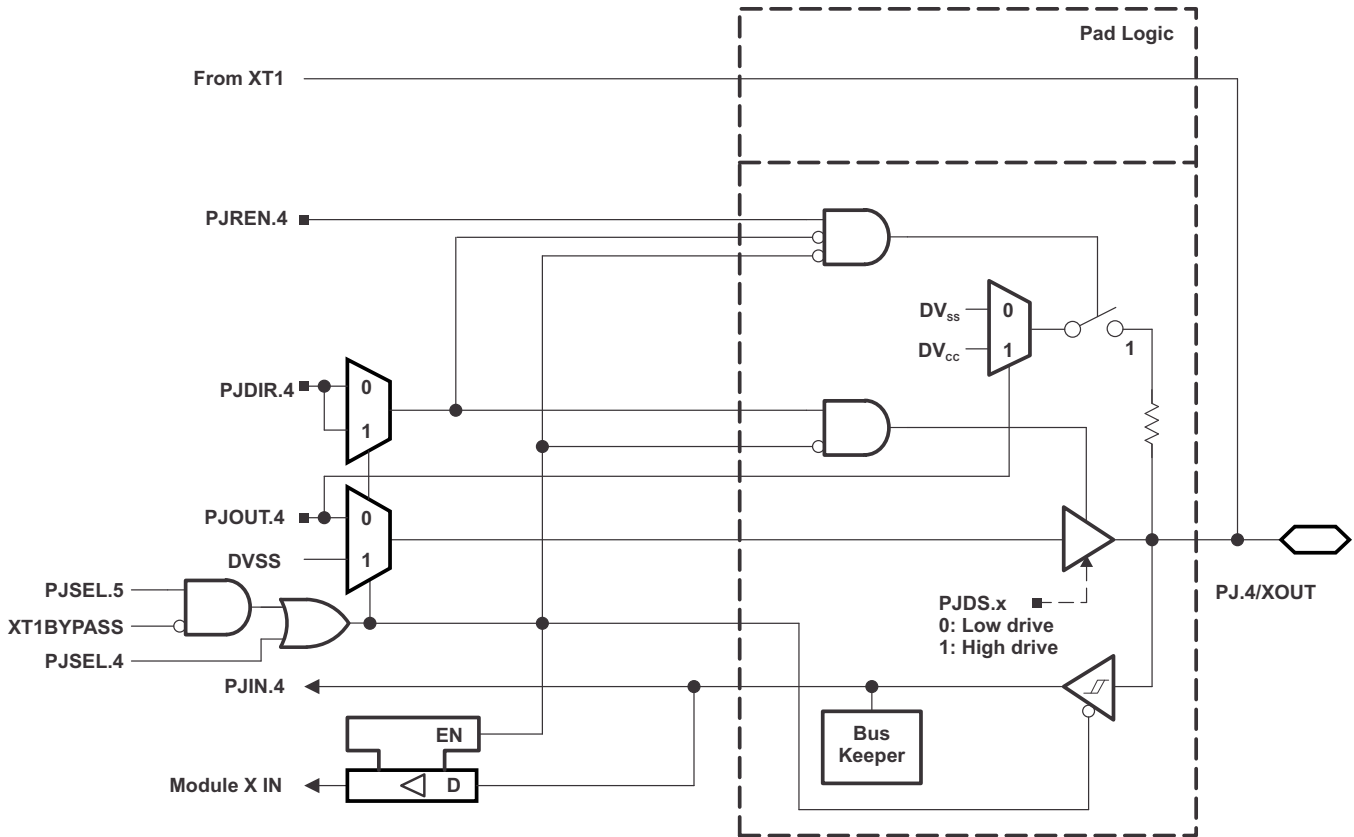 Pad Logic
From XT1
PJREN.4
DVss
0
DVcc
1
1
PJDIR.4
0
1
PJOUT.4
0
DVSS
1
PJSEL.5
XT1BYPASS
PJSEL.4
PJDS.x
0: Low drive
1: High drive
PJ.4/XOUT
PJIN.4
EN
Bus
Keeper
Module X IN
D